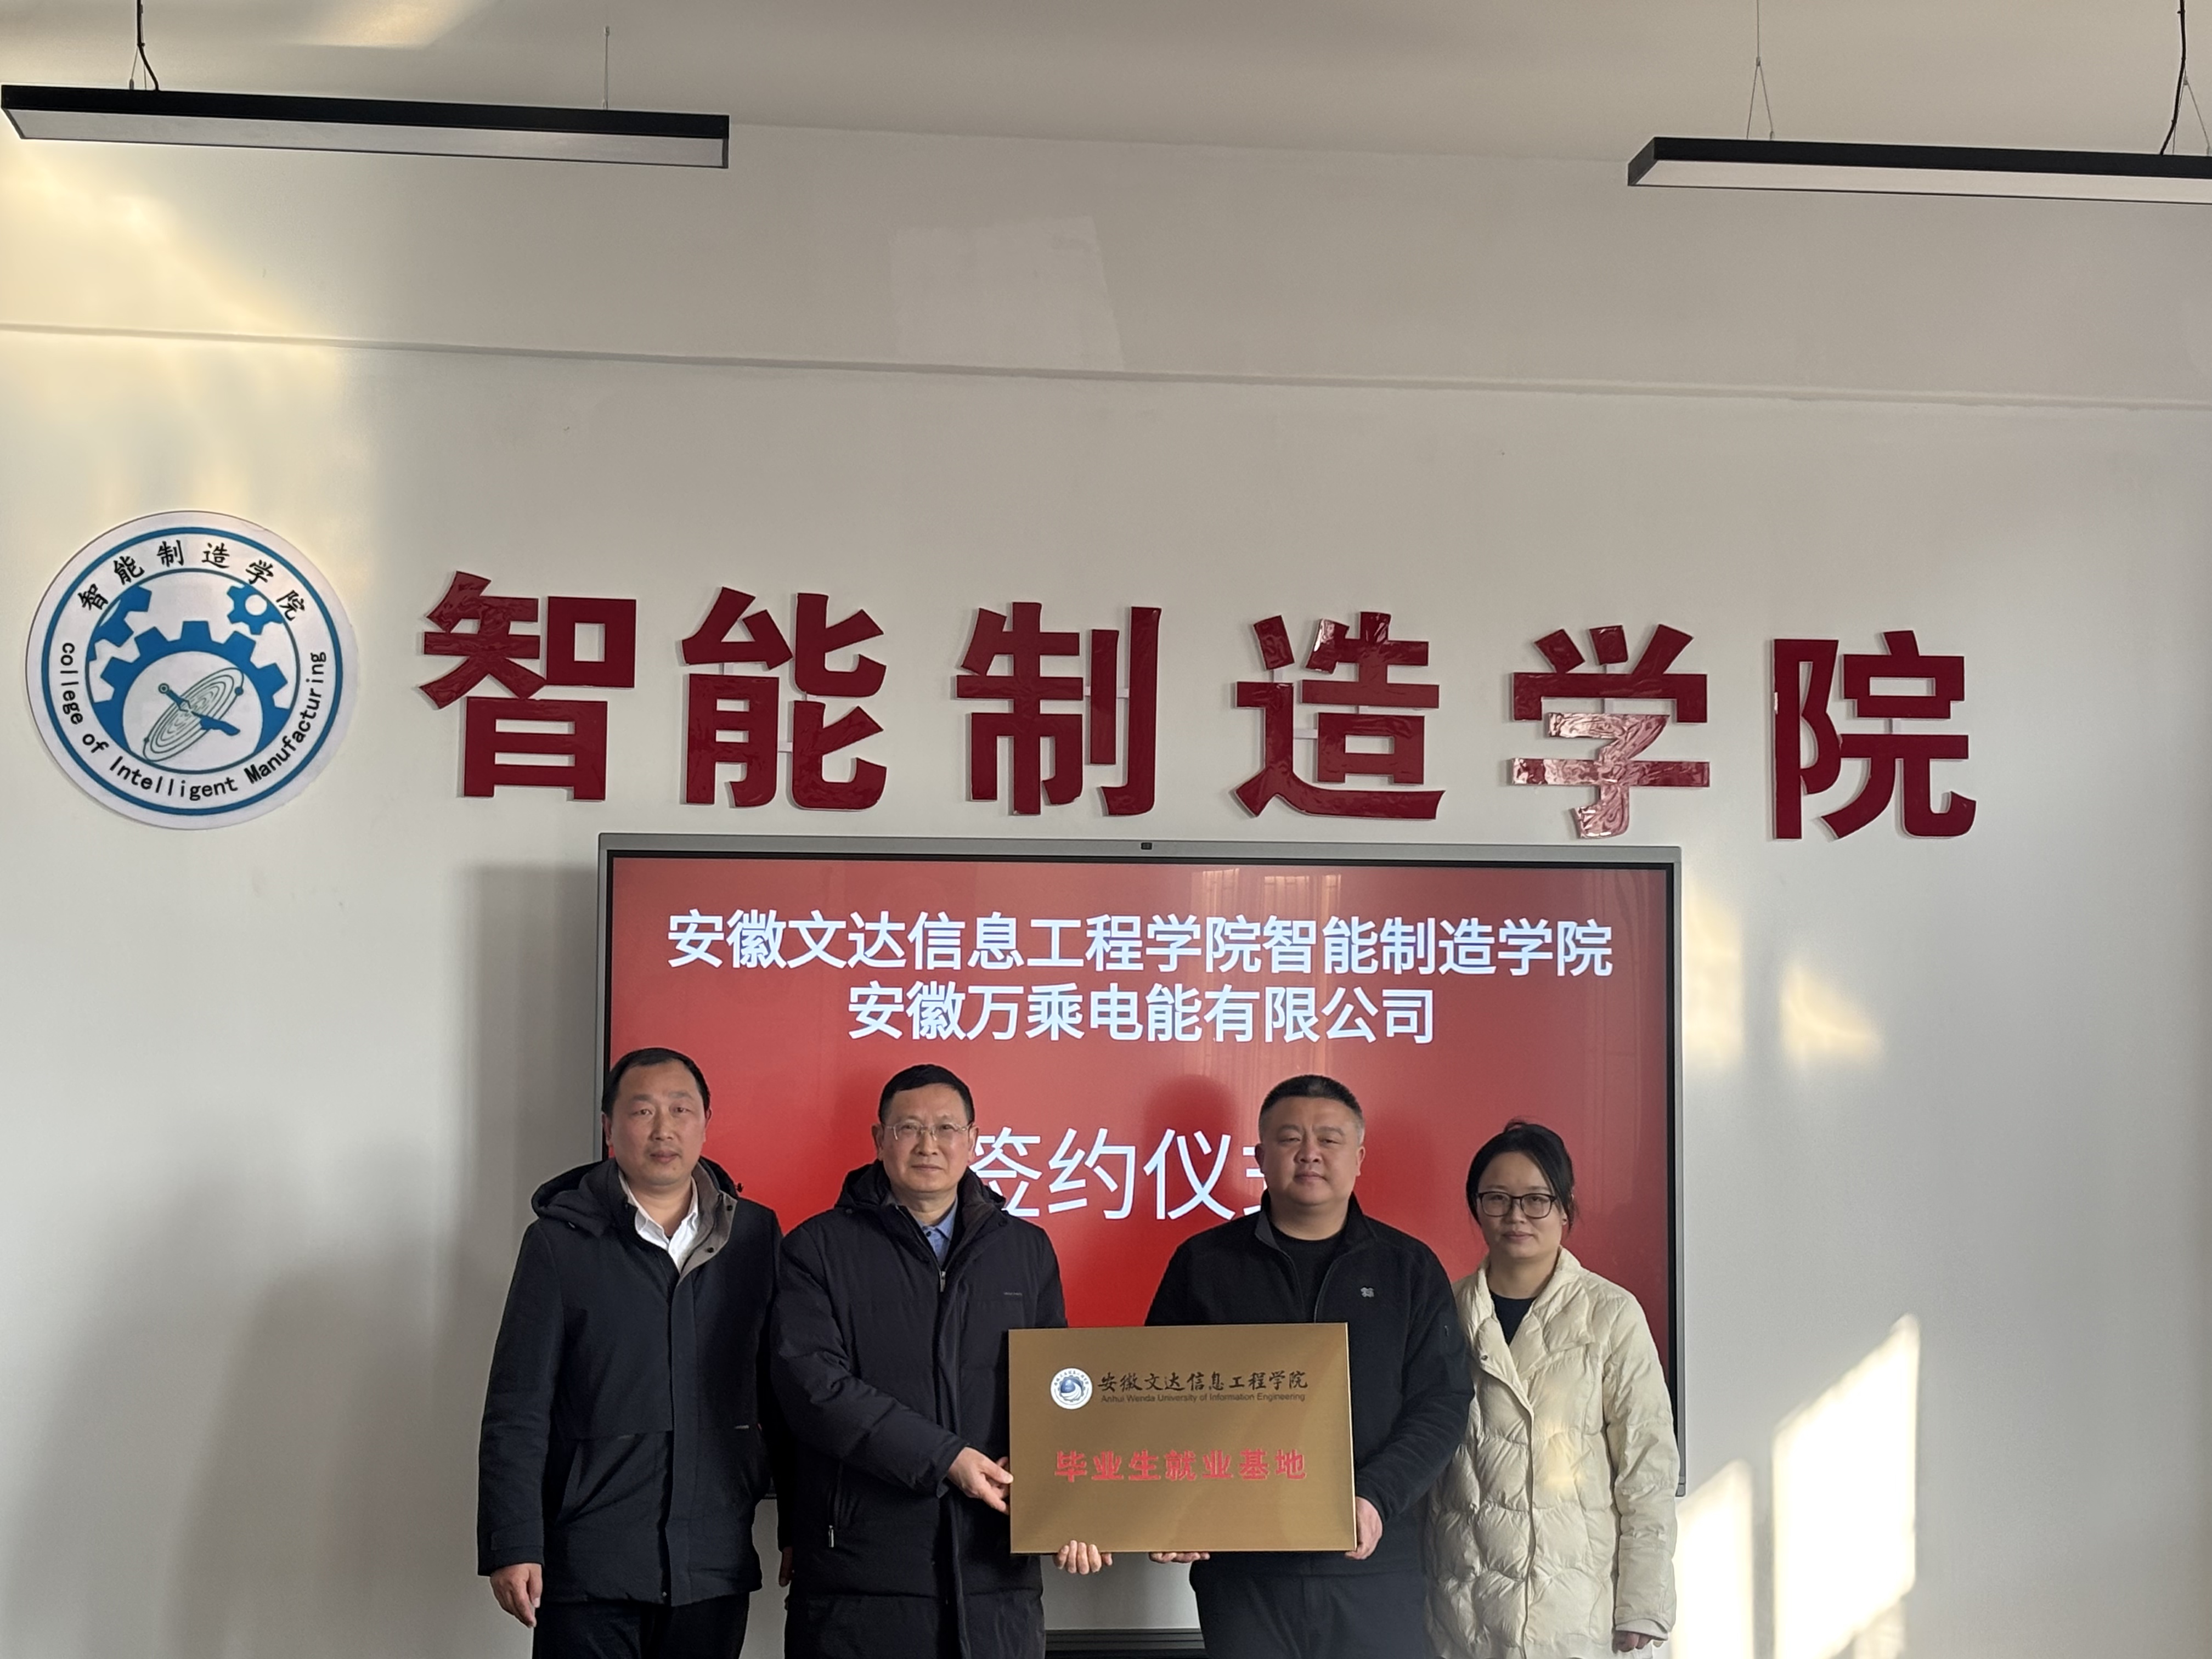 智能制造学院
College of Intelligent Manufacturing
智能制造学院
安徽文达信息工程学院智能制造学院
安徽万乘电能有限公司
签约仪式
安徽文达信息工程学院
Anhui Wenda University of Information Engineering
毕业生就业基地